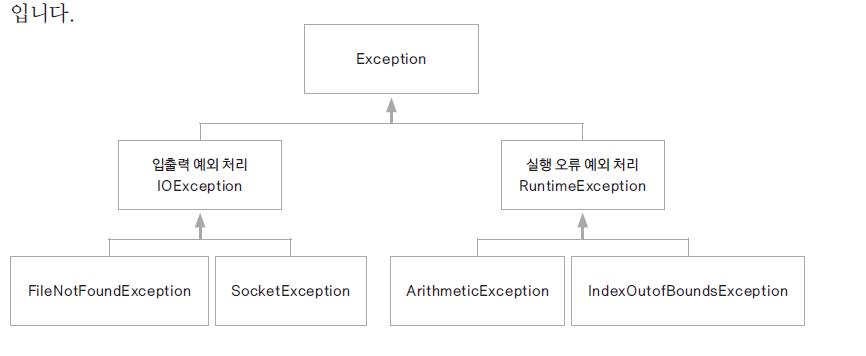 입니다.
Exception
입출력 예외 처리
IOException
실행 오류 예외 처리
RuntimeException
FileNotFoundException
SocketException
ArithmeticException
IndexOutofBoundsException